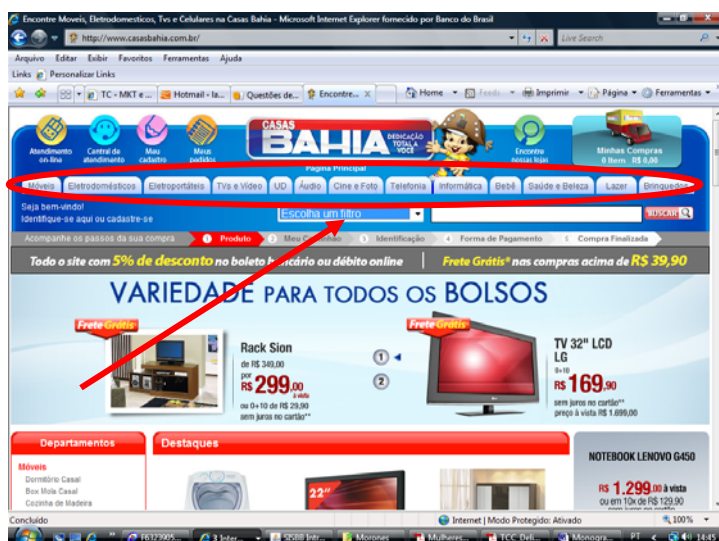 Encontre Moveis, Eletrodomesticos, Tvs e Celulares na Casas Bahia - Microsoft Internet Explorer fornecido por Banco do Brasil
http://www.casasbahia.com.br/
Live Search
Arquivo Editar Exibir Favoritos Ferramentas Ajuda
Links Personalizar Links
TC - MKT e ... Hotmail - la... Questões de... Encontre... X Home Feeds Imprimir Página Ferramentas
CASAS
BAHIA
DEDICAÇÃO
TOTAL A
VOCÊ
Atendimento
on-line
Central de
atendimento
Meu
cadastro
Meus
pedidos
Encontre
nossas lojas
Minhas Compras
0 Item R$ 0,00
Página Principal
Móveis Eletrodomésticos Eletroportáteis TVs e Vídeo UD Áudio Cine e Foto Telefonia Informática Bebê Saúde e Beleza Lazer Brinquedos
Seja bem-vindo!
Identifique-se aqui ou cadastre-se
Escolha um filtro
BUSCAR
Acompanhe os passos da sua compra 1 Produto 2 Meu Carrinho 3 Identificação 4 Forma de Pagamento 5 Compra Finalizada
Todo o site com 5% de desconto no boleto bancário ou débito online Frete Grátis* nas compras acima de R$ 39,90
VARIEDADE PARA TODOS OS BOLSOS
Frete Grátis
Rack Sion
de R$ 349,00
por
R$ 299,00
à vista
ou 0+10 de R$ 29,90
sem juros no cartão**
1
2
Frete Grátis
TV 32" LCD
LG
0+10
R$ 169,90
sem juros no cartão**
preço à vista R$ 1.699,00
Departamentos
Móveis
Dormitório Casal
Box Mola Casal
Cozinha de Madeira
Destaques
22"
NOTEBOOK LENOVO G450
R$ 1.299,00 à vista
ou em 10x de R$ 129,90
Concluído Internet | Modo Protegido: Ativado 100%
F6323905... 3 Inter... SISBB Intr... Morones Mulheres... TCC_Deli... Monogra... PT 14:45